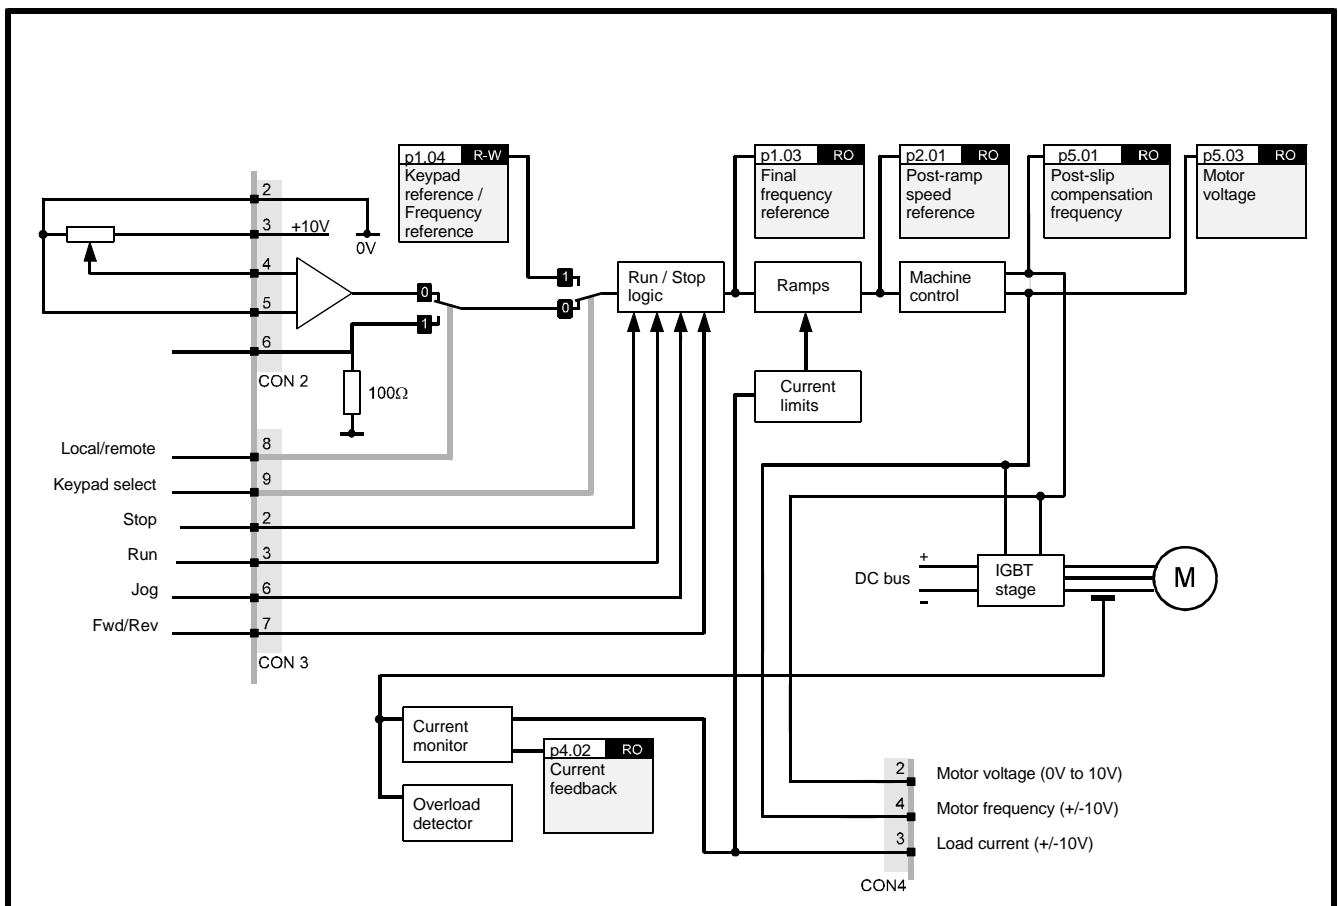 p1.04 R-W
Keypad
reference /
Frequency
reference
p1.03 RO
Final
frequency
reference
p2.01 RO
Post-ramp
speed
reference
p5.01 RO
Post-slip
compensation
frequency
p5.03 RO
Motor
voltage
2
3
+10V
0V
4
5
6
CON 2
100Ω
0
1
1
0
Run / Stop
logic
Ramps
Machine
control
Current
limits
Local/remote
8
Keypad select
9
Stop
2
Run
3
Jog
6
Fwd/Rev
7
CON 3
DC bus
+
-
IGBT
stage
M
Current
monitor
p4.02 RO
Current
feedback
Overload
detector
2
Motor voltage (0V to 10V)
4
Motor frequency (+/-10V)
3
Load current (+/-10V)
CON4